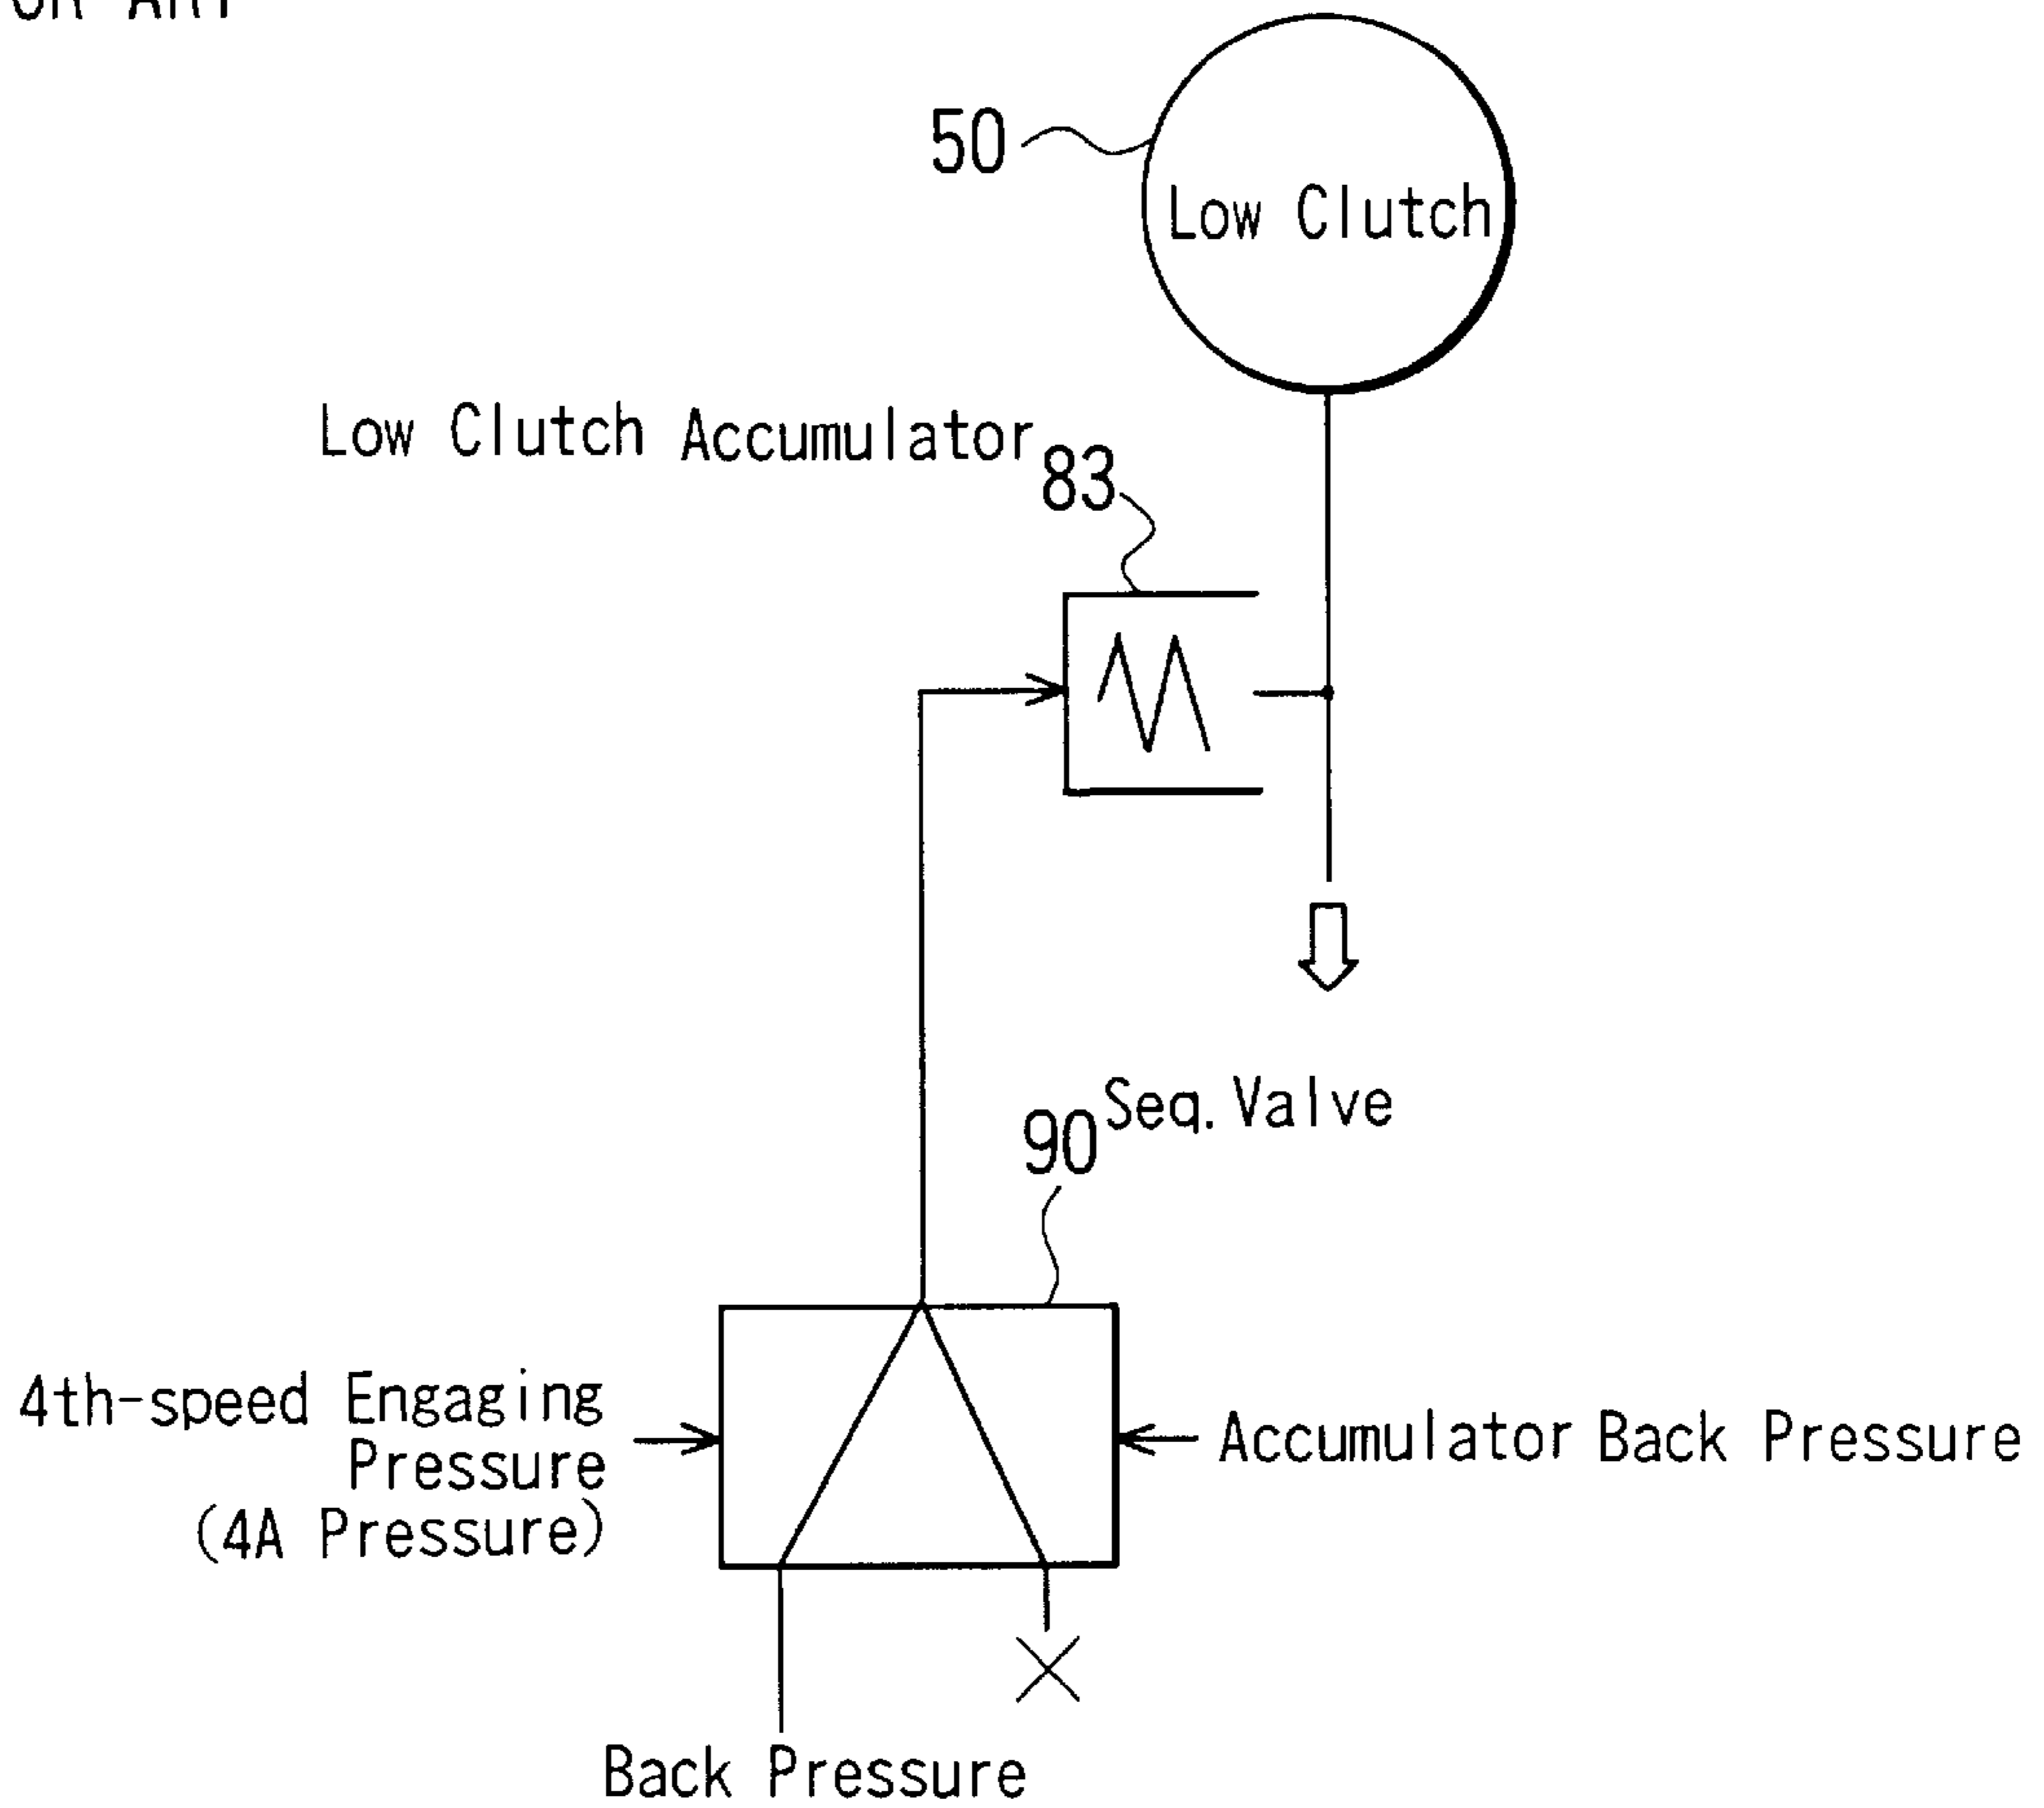 50
Low Clutch
Low Clutch Accumulator
83
Seq. Valve
90
4th-speed Engaging
Pressure
(4A Pressure)
Accumulator Back Pressure
Back Pressure